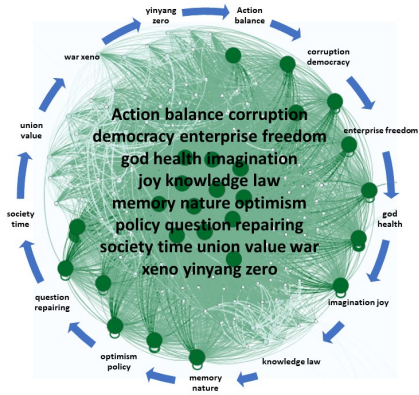 yinyang
zero
Action
balance
corruption
democracy
enterprise freedom
god
health
imagination joy
knowledge law
memory
nature
optimism
policy
question
repairing
society
time
union
value
war xeno
Action balance corruption
democracy enterprise freedom
god health imagination
joy knowledge law
memory nature optimism
policy question repairing
society time union value war
xeno yinyang zero